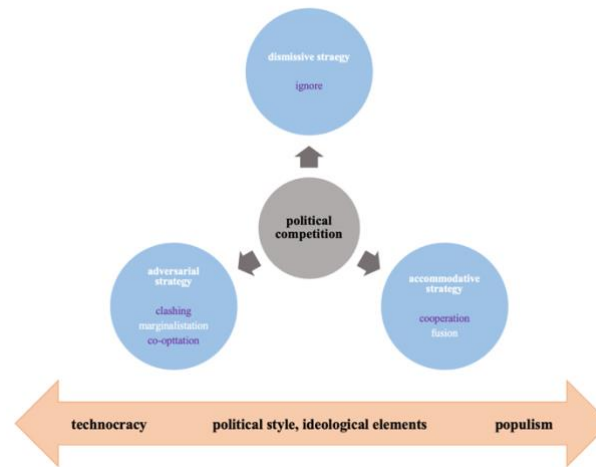 dismissive straegy
ignore
political
competition
adversarial
strategy
clashing
marginalistation
co-opttation
accommodative
strategy
cooperation
fusion
technocracy
political style, ideological elements
populism